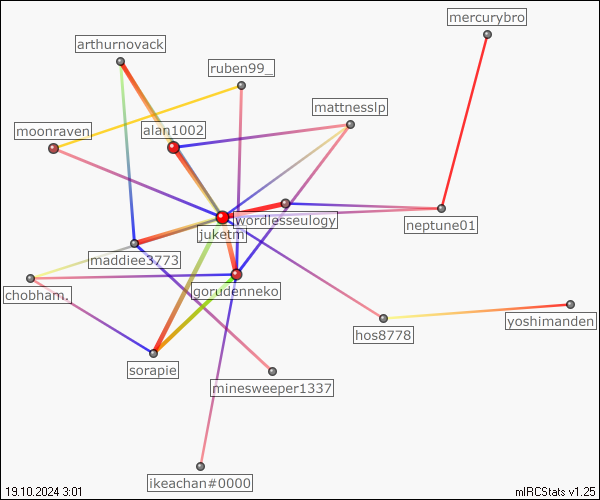 mercurybro
arthurnovack
ruben99_
mattnesslp
moonraven
alan1002
wordlesseulogy
neptune01
juketm
maddiee3773
chobham.
gorudenneko
yoshimanden
hos8778
sorapie
minesweeper1337
ikeachan#0000
19.10.2024 3:01
mIRCStats v1.25